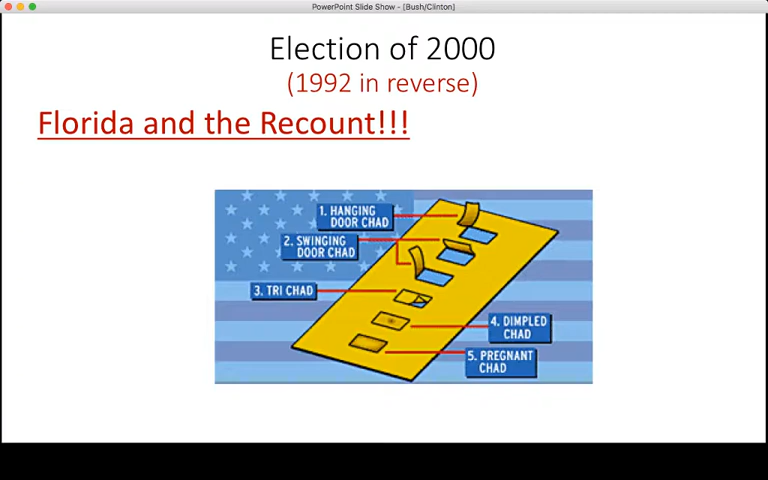 PowerPoint Slide Show - [Bush/Clinton]
Election of 2000
(1992 in reverse)
Florida and the Recount!!!
1. HANGING
DOOR CHAD
2. SWINGING
DOOR CHAD
3. TRI CHAD
4. DIMPLED
CHAD
5. PREGNANT
CHAD